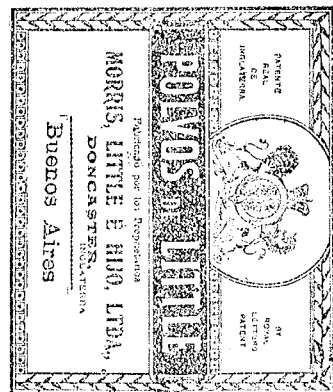 PATENTE
REAL
DE
INGLATERRA
BY
ROYAL
LETTERS
PATENT
POLVOS DE LITTLE
Fabricado por los Propietarios
MORRIS, LITTLE É HIJO, LTDA.,
DONCASTER,
INGLATERRA
Buenos Aires